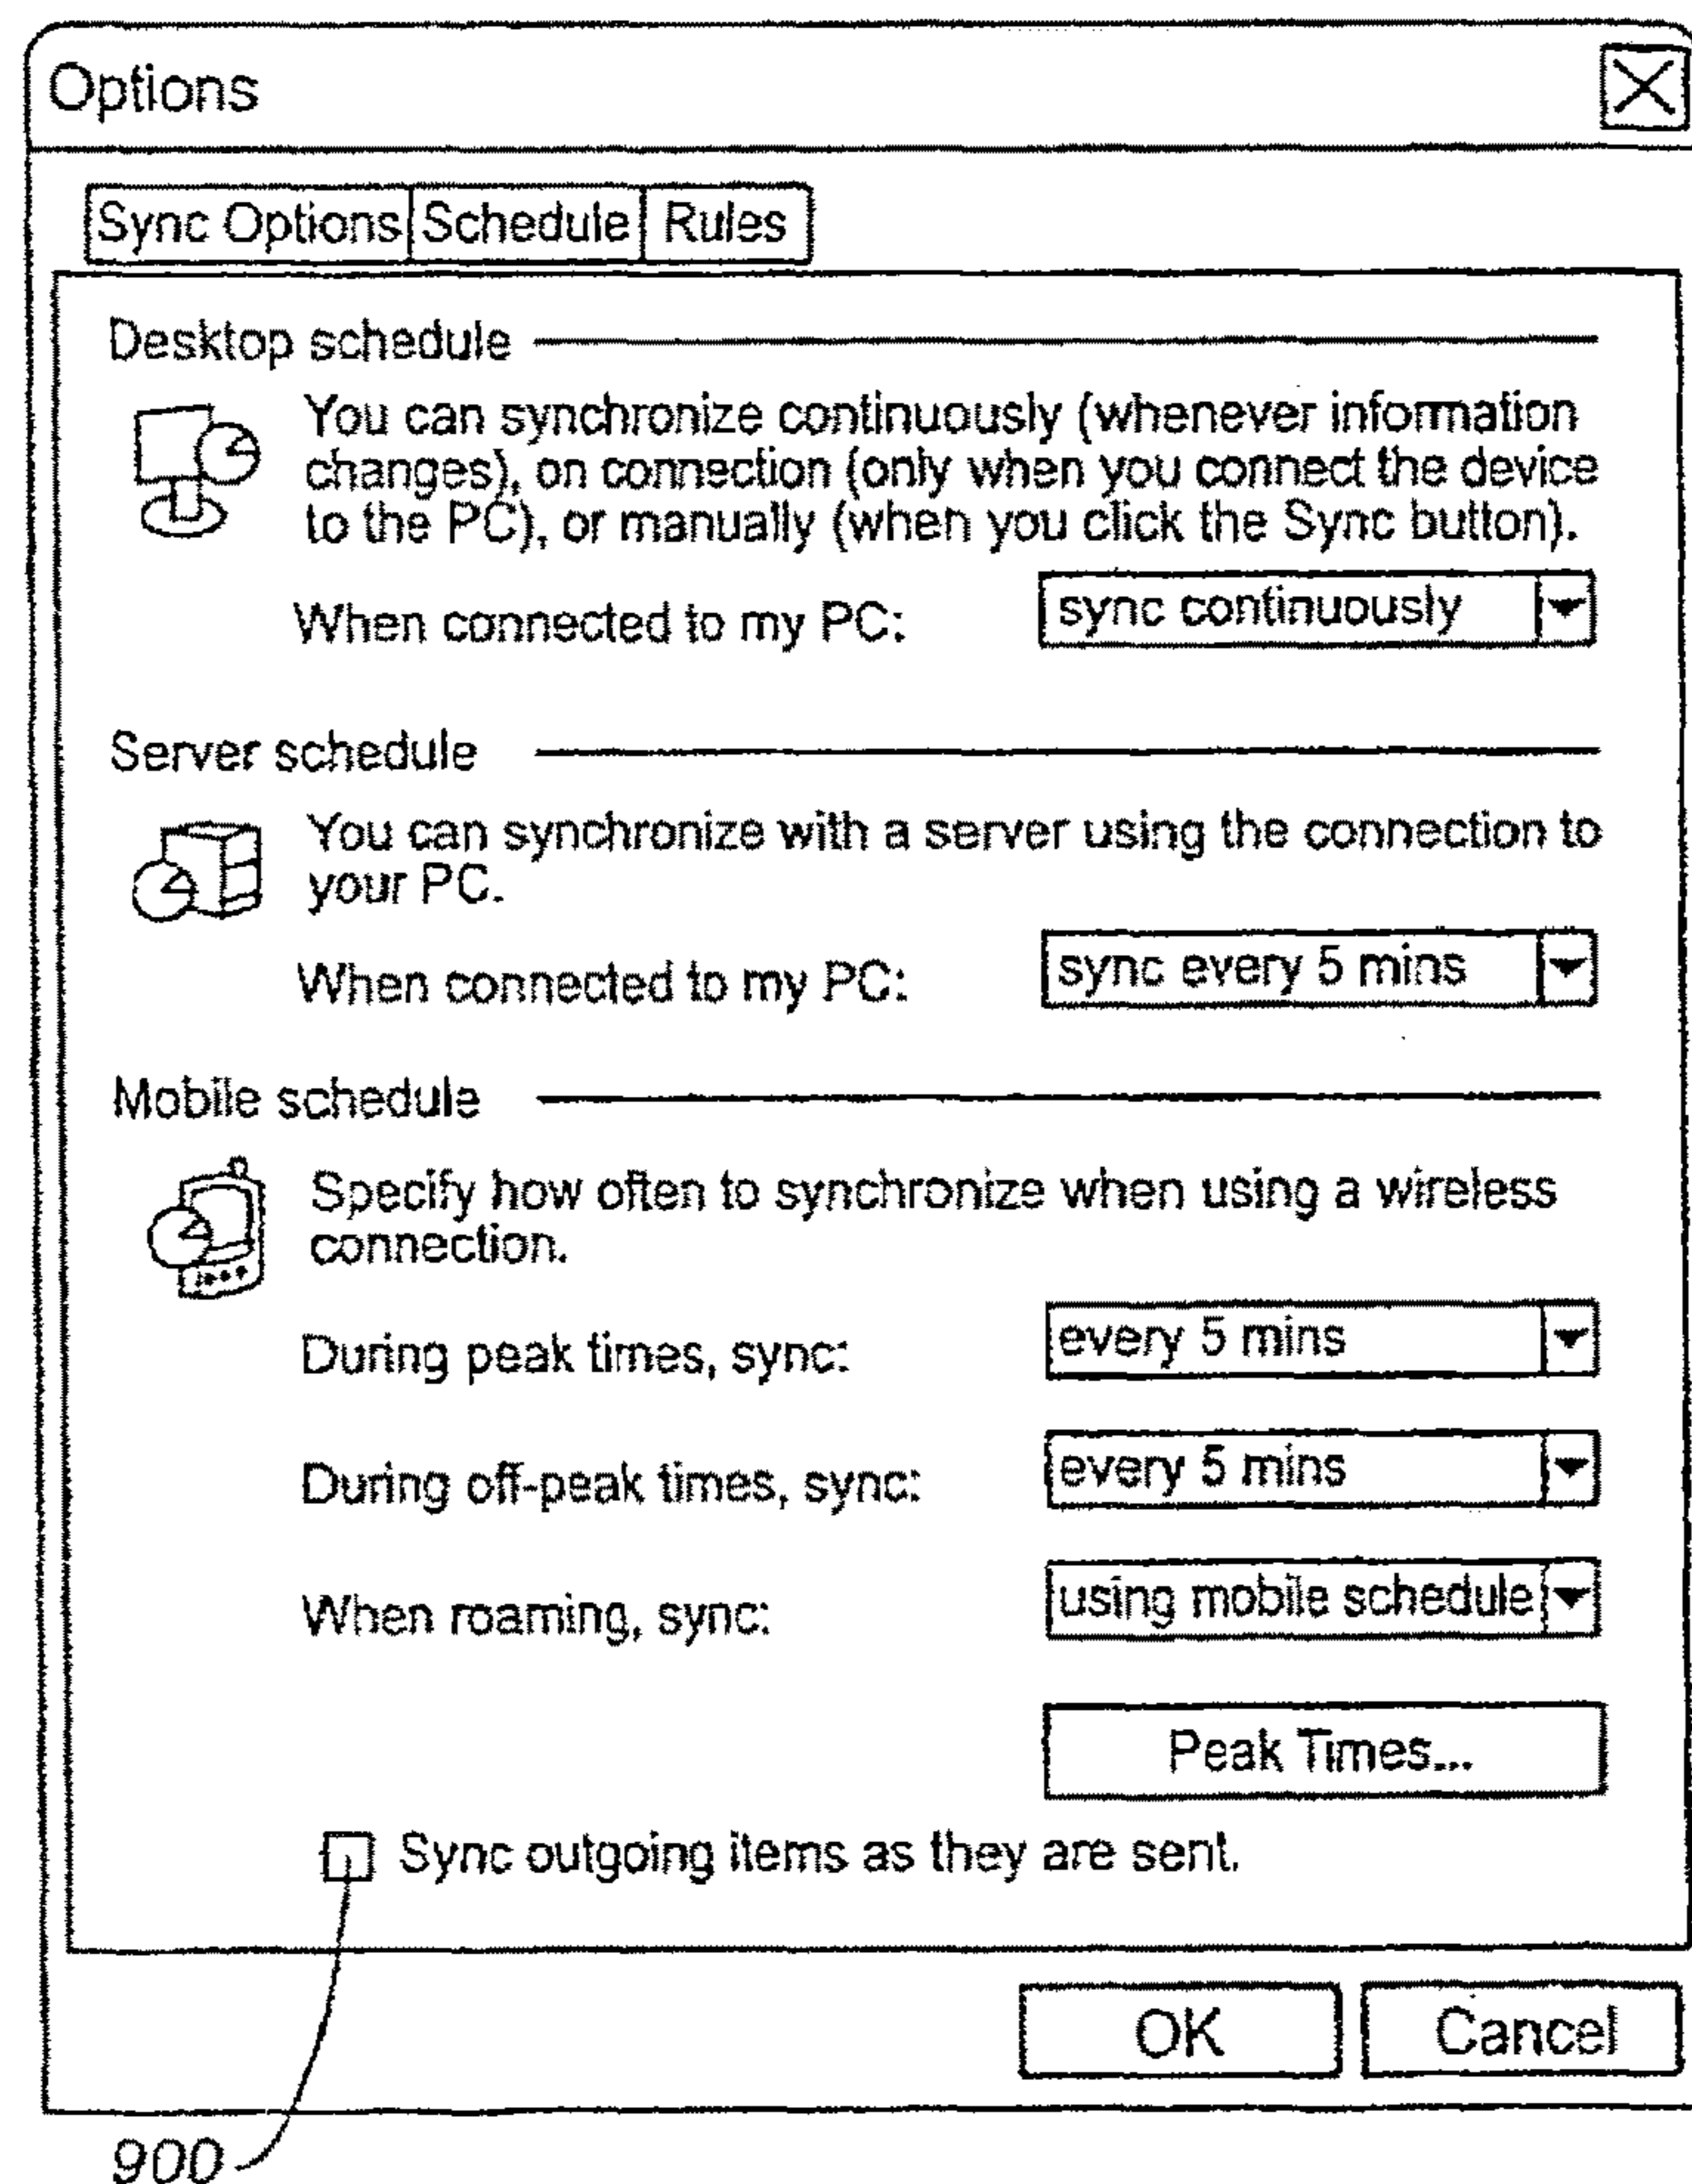 Options
Sync Options Schedule Rules
Desktop schedule
You can synchronize continuously (whenever information
changes), on connection (only when you connect the device
to the PC), or manually (when you click the Sync button).
When connected to my PC: sync continuously
Server schedule
You can synchronize with a server using the connection to
your PC.
When connected to my PC: sync every 5 mins
Mobile schedule
Specify how often to synchronize when using a wireless
connection.
During peak times, sync: every 5 mins
During off-peak times, sync: every 5 mins
When roaming, sync: using mobile schedule
Peak Times...
Sync outgoing items as they are sent.
OK Cancel
900